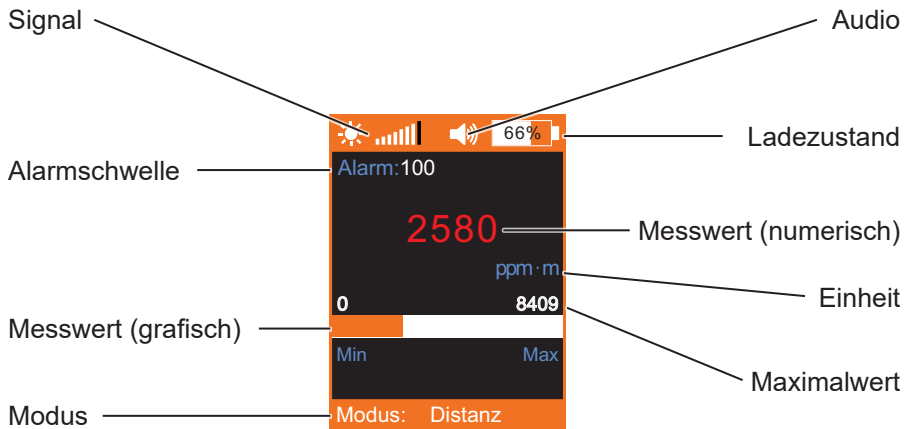 Signal
Audio
66%
Ladezustand
Alarmschwelle
Alarm:100
2580
Messwert (numerisch)
ppm·m
Einheit
0 8409
Messwert (grafisch)
Min Max
Maximalwert
Modus
Modus: Distanz